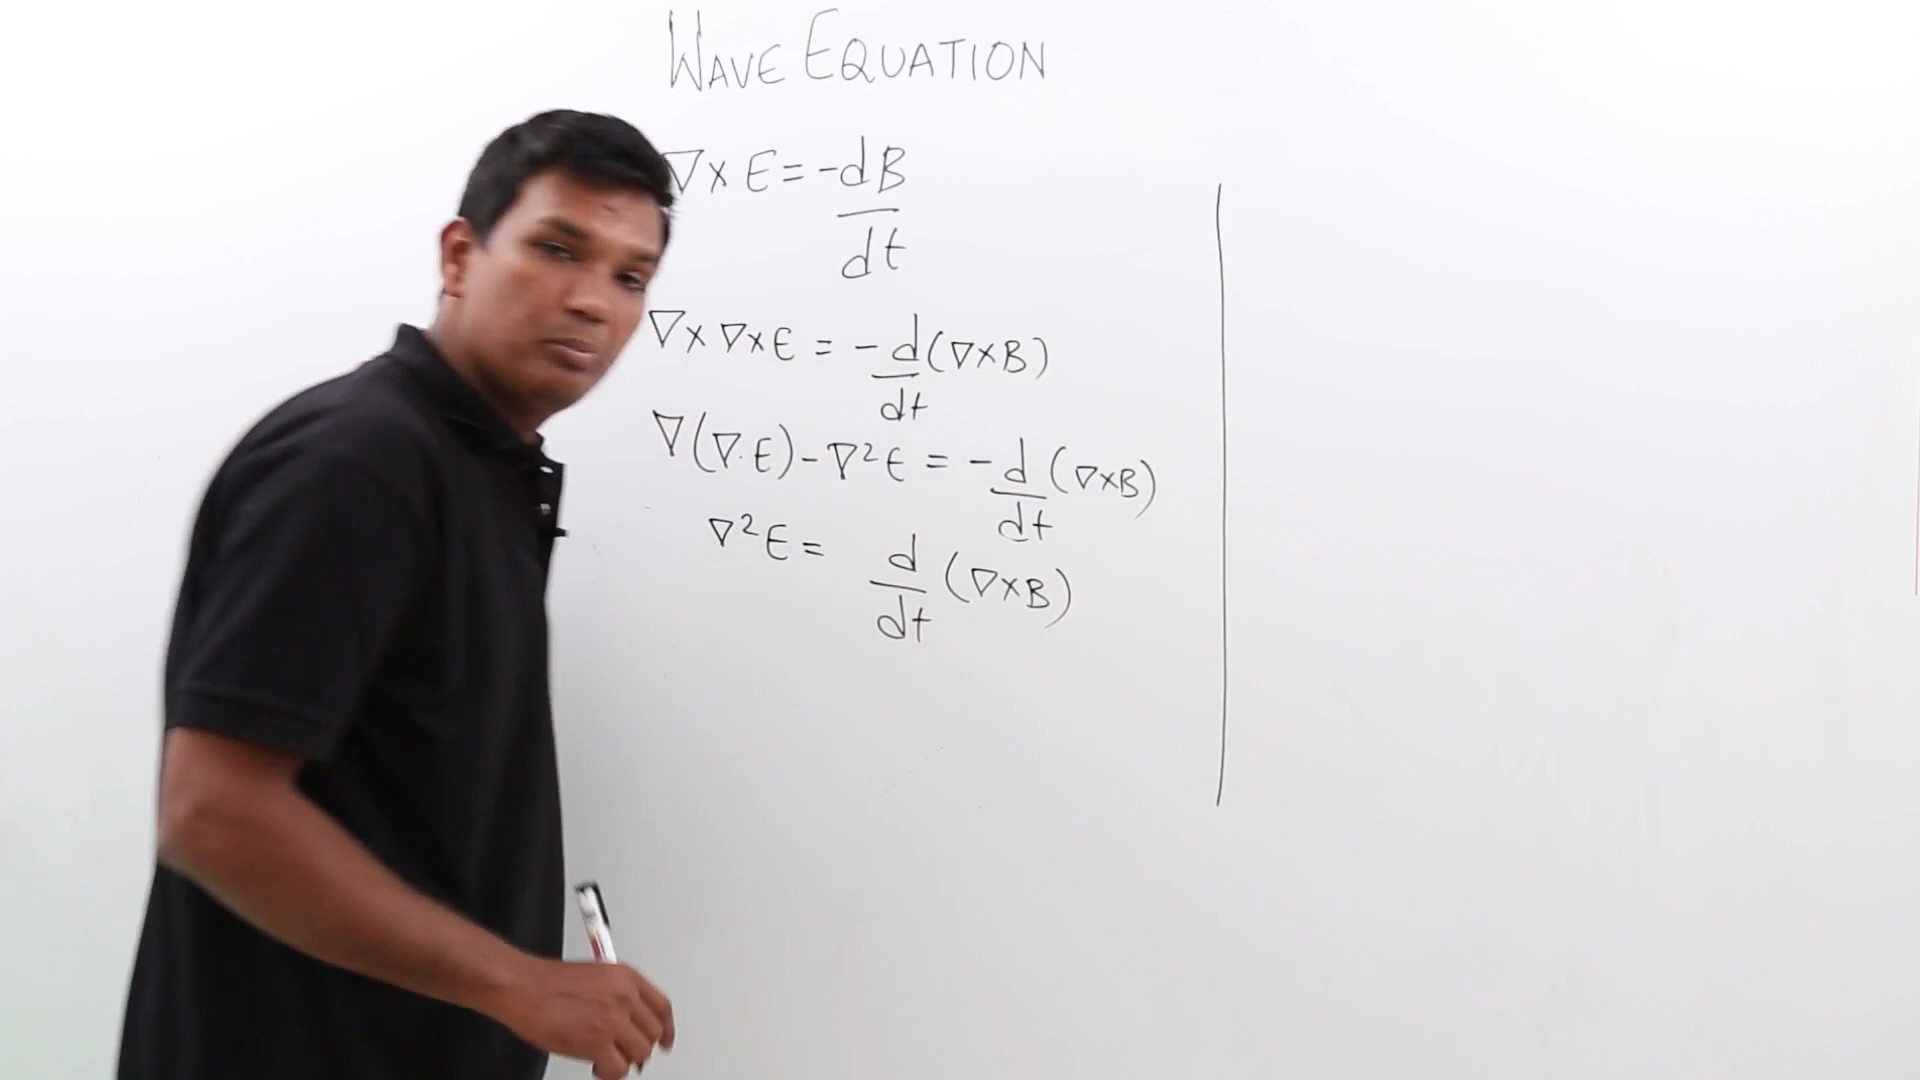 WAVE EQUATION
∇×E = -dB/dt
∇×∇×E = -d/dt(∇×B)
∇(∇.E)-∇²E = -d/dt(∇×B)
∇²E = d/dt(∇×B)